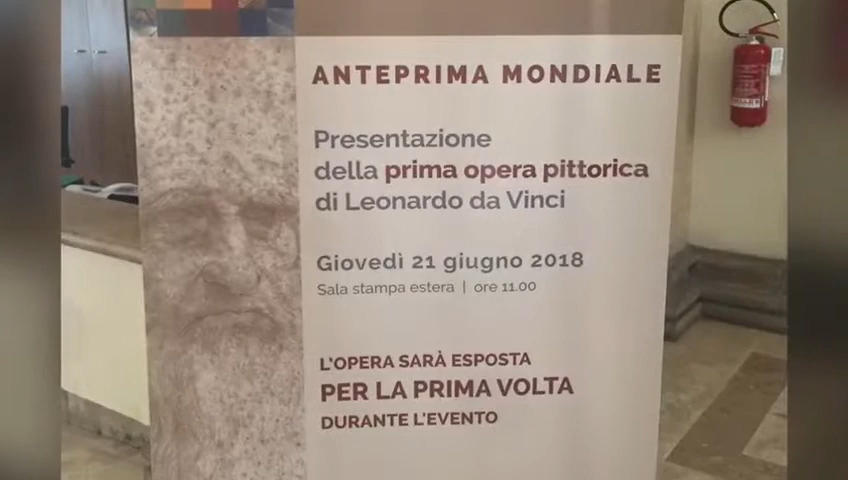 ANTEPRIMA MONDIALE
Presentazione
della prima opera pittorica
di Leonardo da Vinci
Giovedì 21 giugno 2018
Sala stampa estera | ore 11.00
L'OPERA SARÀ ESPOSTA
PER LA PRIMA VOLTA
DURANTE L'EVENTO